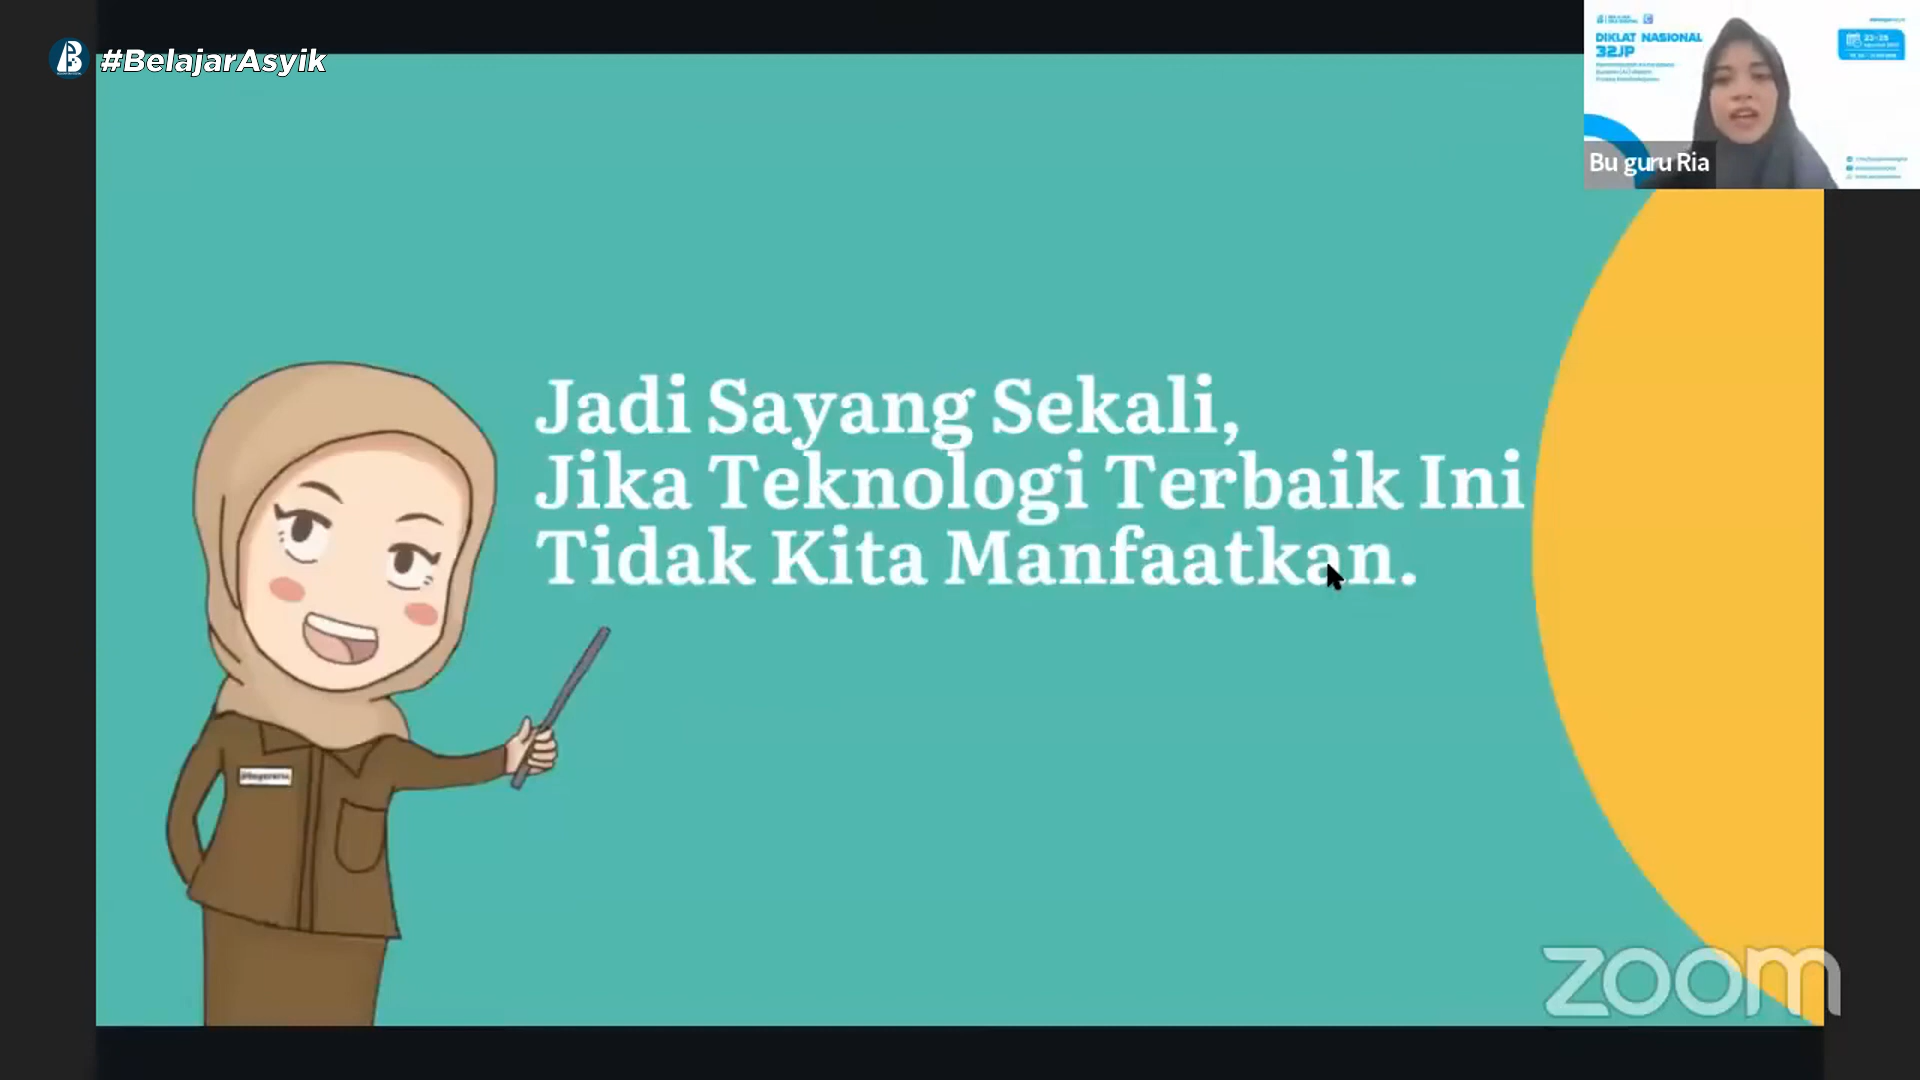 #BelajarAsyik
DIKLAT NASIONAL
32JP
Bu guru Ria
Jadi Sayang Sekali,
Jika Teknologi Terbaik Ini
Tidak Kita Manfaatkan.
zoom